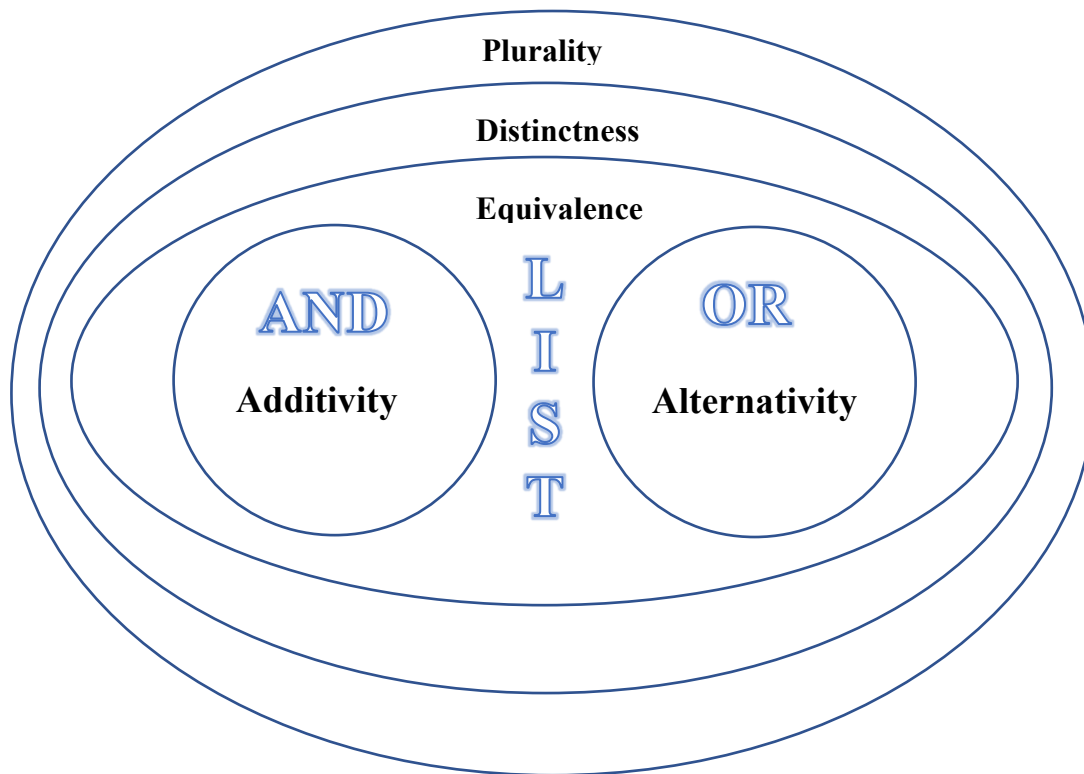 Plurality
Distinctness
Equivalence
L
I
S
T
AND
Additivity
OR
Alternativity